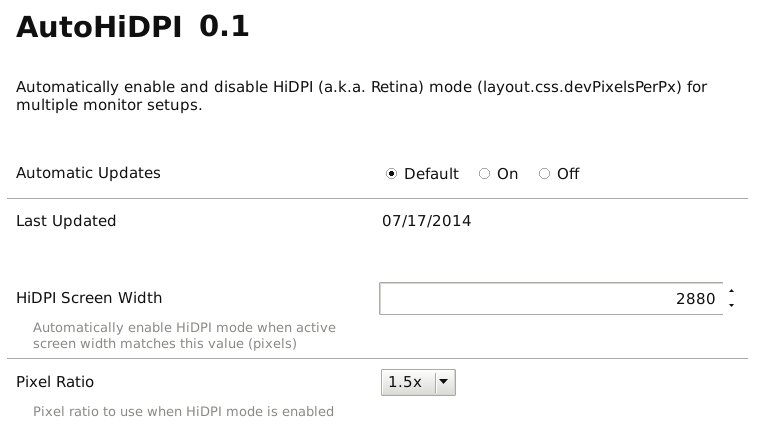 AutoHiDPI 0.1
Automatically enable and disable HiDPI (a.k.a. Retina) mode (layout.css.devPixelsPerPx) for
multiple monitor setups.
Automatic Updates Default On Off
Last Updated 07/17/2014
HiDPI Screen Width 2880
Automatically enable HiDPI mode when active
screen width matches this value (pixels)
Pixel Ratio 1.5x
Pixel ratio to use when HiDPI mode is enabled